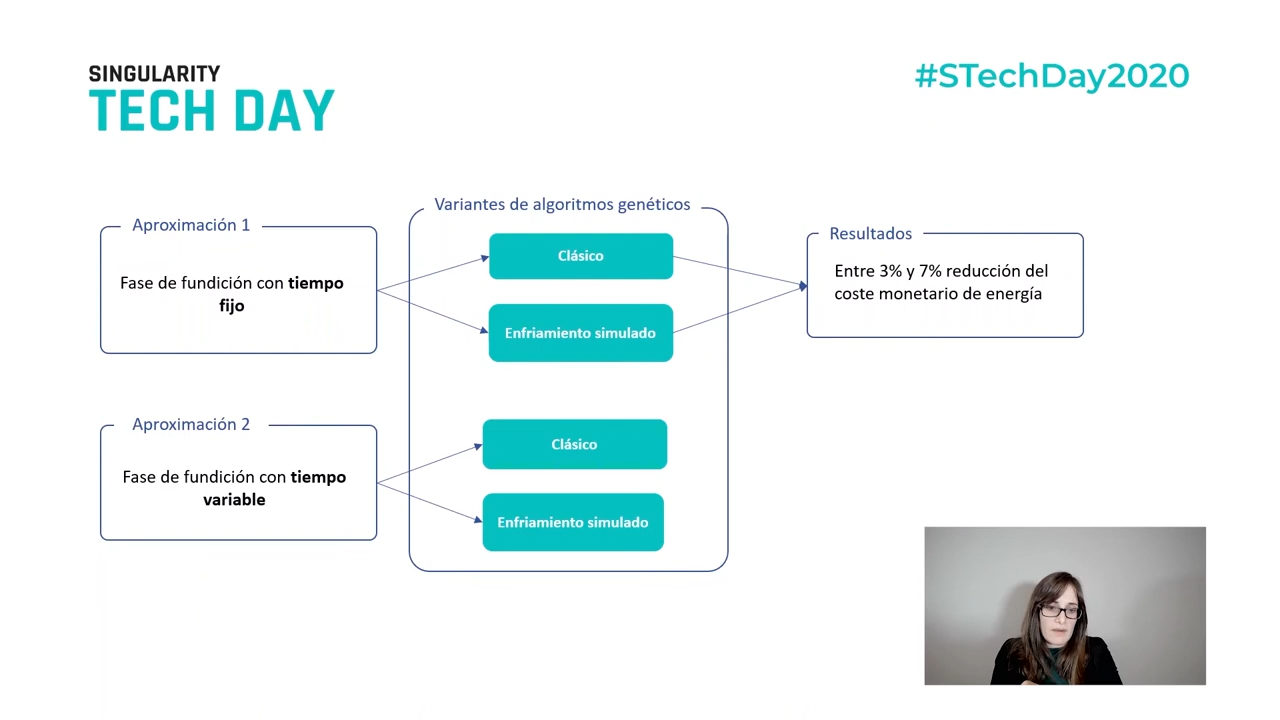 SINGULARITY
TECH DAY
#STechDay2020
Aproximación 1
Fase de fundición con tiempo
fijo
Aproximación 2
Fase de fundición con tiempo
variable
Variantes de algoritmos genéticos
Clásico
Enfriamiento simulado
Clásico
Enfriamiento simulado
Resultados
Entre 3% y 7% reducción del
coste monetario de energía